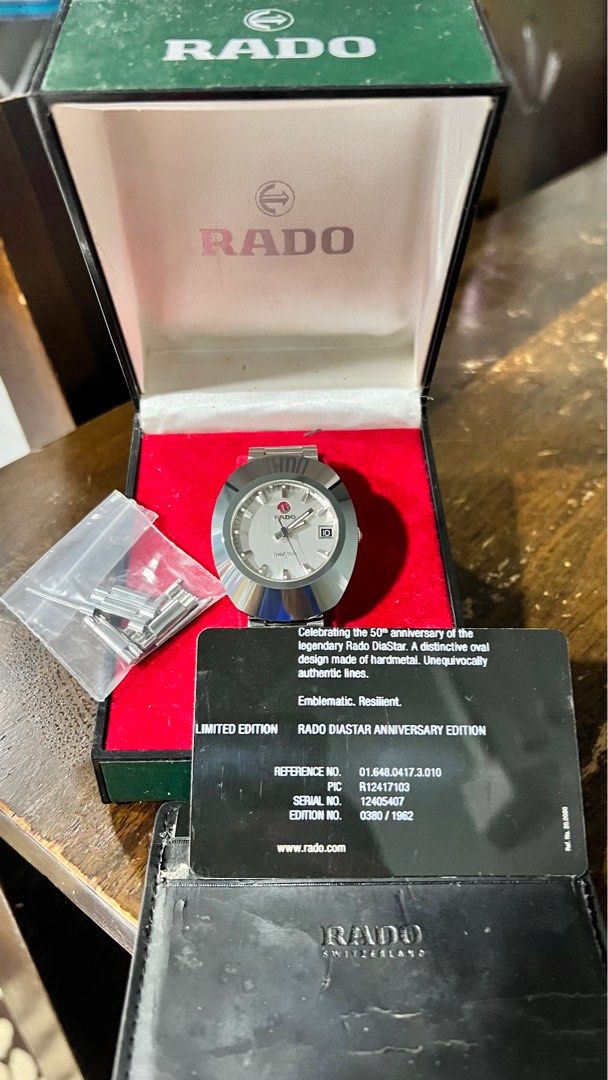 RADO
RADO
RADO
10
DIASTAR
Celebrating the 50th anniversary of the
legendary Rado DiaStar. A distinctive oval
design made of hardmetal. Unequivocally
authentic lines.
Emblematic. Resilient.
LIMITED EDITION RADO DIASTAR ANNIVERSARY EDITION
REFERENCE NO. 01.648.0417.3.010
PIC R12417103
SERIAL NO. 12405407
EDITION NO. 0380 / 1962
www.rado.com
RADO
SWITZERLAND